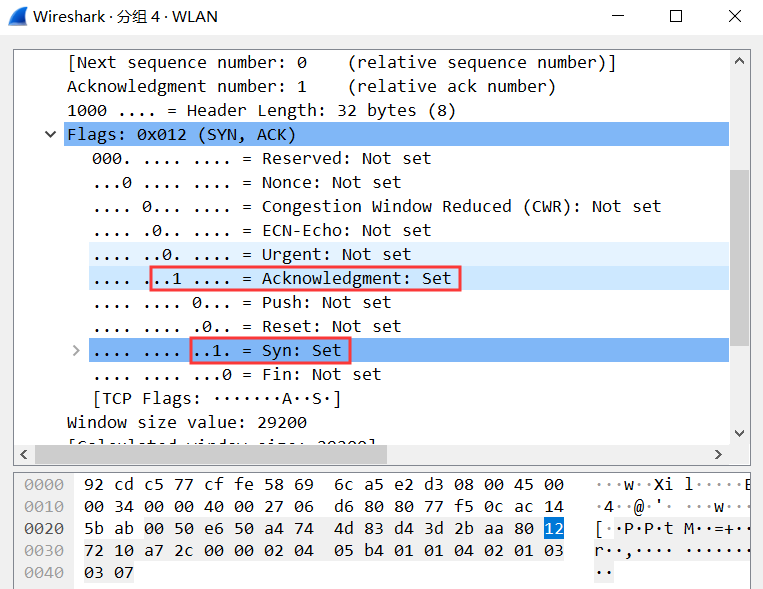 Wireshark · 分组 4 · WLAN
[Next sequence number: 0    (relative sequence number)]
Acknowledgment number: 1    (relative ack number)
1000 .... = Header Length: 32 bytes (8)
Flags: 0x012 (SYN, ACK)
000. .... .... = Reserved: Not set
...0 .... .... = Nonce: Not set
.... 0... .... = Congestion Window Reduced (CWR): Not set
.... .0.. .... = ECN-Echo: Not set
.... ..0. .... = Urgent: Not set
.... ...1 .... = Acknowledgment: Set
.... .... 0... = Push: Not set
.... .... .0.. = Reset: Not set
.... .... ..1. = Syn: Set
.... .... ...0 = Fin: Not set
[TCP Flags: ·······A··S·]
Window size value: 29200
[Calculated window size: 29200]
0000 92 cd c5 77 cf fe 58 69 6c a5 e2 d3 08 00 45 00 ···w··Xi l·····E
0010 00 34 00 00 40 00 27 06 d6 80 80 77 f5 0c ac 14 ·4··@·'· ···w····
0020 5b ab 00 50 e6 50 a4 74 4d 83 d4 3d 2b aa 80 12 [··P·P·t M··=+···
0030 72 10 a7 2c 00 00 02 04 05 b4 01 01 04 02 01 03 r··,···· ········
0040 03 07 ··